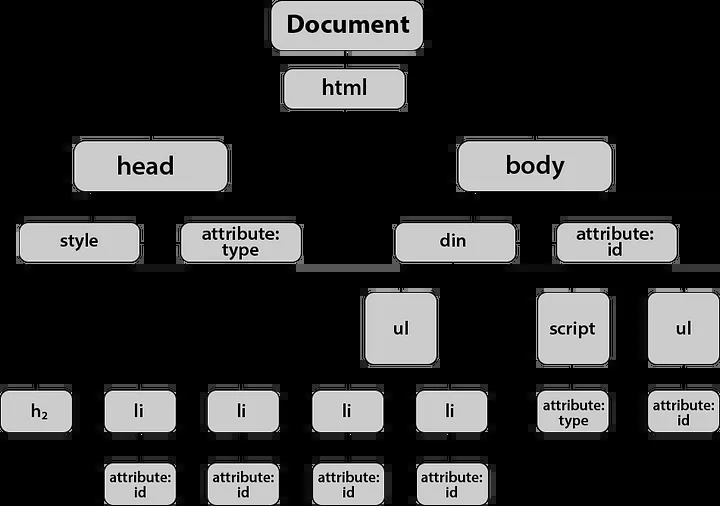 Document
html
head
body
style
attribute:
type
din
attribute:
id
ul
script
ul
h₂
li
li
li
li
attribute:
type
attribute:
id
attribute:
id
attribute:
id
attribute:
id
attribute:
id